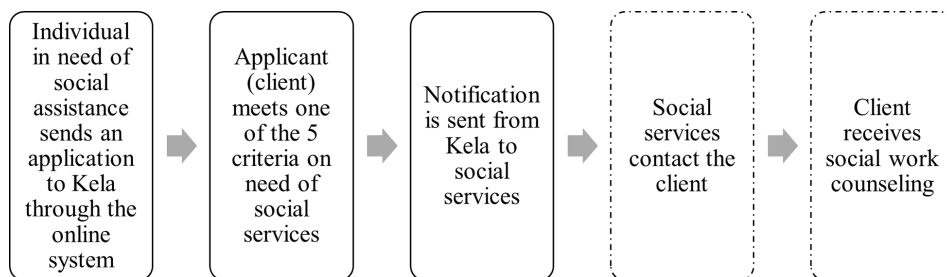 Individual
in need of
social
assistance
sends an
application
to Kela
through the
online
system
Applicant
(client)
meets one
of the 5
criteria on
need of
social
services
Notification
is sent from
Kela to
social
services
Social
services
contact the
client
Client
receives
social work
counseling